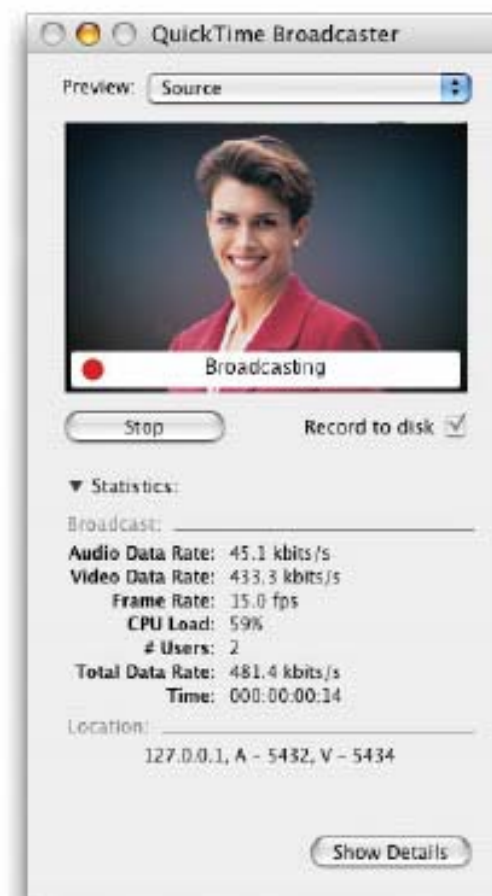 QuickTime Broadcaster
Preview: Source
Broadcasting
Stop Record to disk
Statistics:
Broadcast:
Audio Data Rate: 45.1 kbits/s
Video Data Rate: 433.3 kbits/s
Frame Rate: 15.0 fps
CPU Load: 59%
# Users: 2
Total Data Rate: 481.4 kbits/s
Time: 000:00:00:14
Location:
127.0.0.1, A – 5432, V – 5434
Show Details